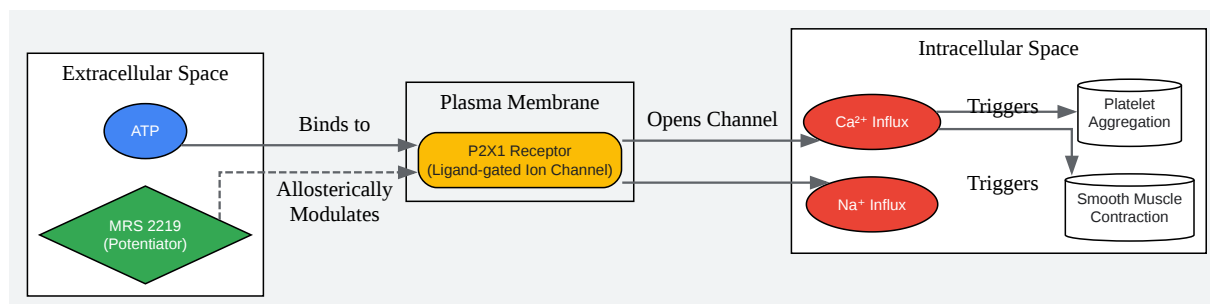 Extracellular Space
ATP
MRS 2219
(Potentiator)
Binds to
Allosterically
Modulates
Plasma Membrane
P2X1 Receptor
(Ligand-gated Ion Channel)
Opens Channel
Intracellular Space
Ca²⁺ Influx
Na⁺ Influx
Triggers
Triggers
Platelet
Aggregation
Smooth Muscle
Contraction